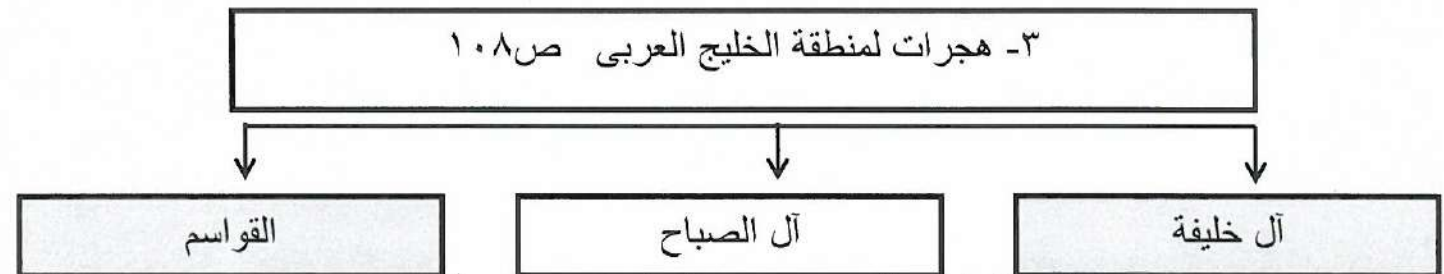 ٣- هجرات لمنطقة الخليج العربى ص١٠٨
آل خليفة
آل الصباح
القواسم